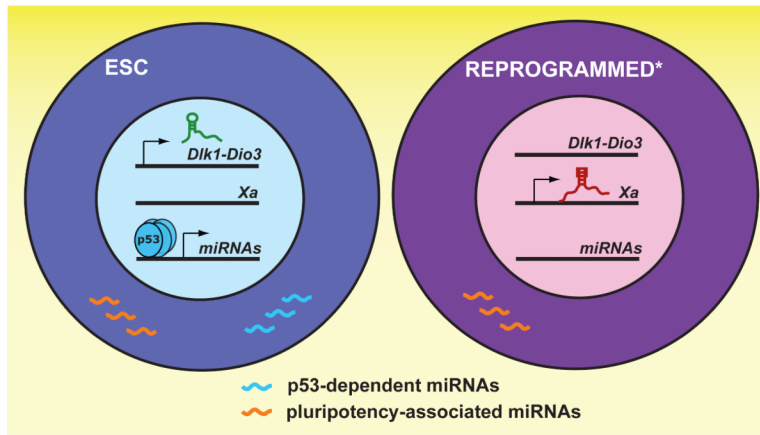 ESC
Dlk1-Dio3
Xa
p53
miRNAs
REPROGRAMMED*
Dlk1-Dio3
Xa
miRNAs
p53-dependent miRNAs
pluripotency-associated miRNAs